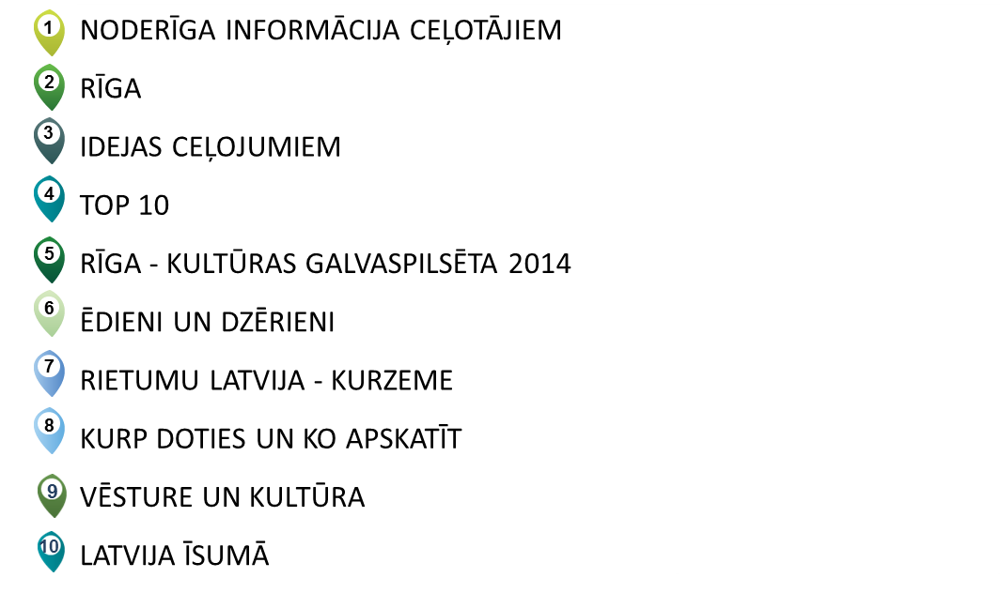 1 NODERĪGA INFORMĀCIJA CEĻOTĀJIEM
2 RĪGA
3 IDEJAS CEĻOJUMIEM
4 TOP 10
5 RĪGA - KULTŪRAS GALVASPILSĒTA 2014
6 ĒDIENI UN DZĒRIENI
7 RIETUMU LATVIJA - KURZEME
8 KURP DOTIES UN KO APSKATĪT
9 VĒSTURE UN KULTŪRA
10 LATVIJA ĪSUMĀ